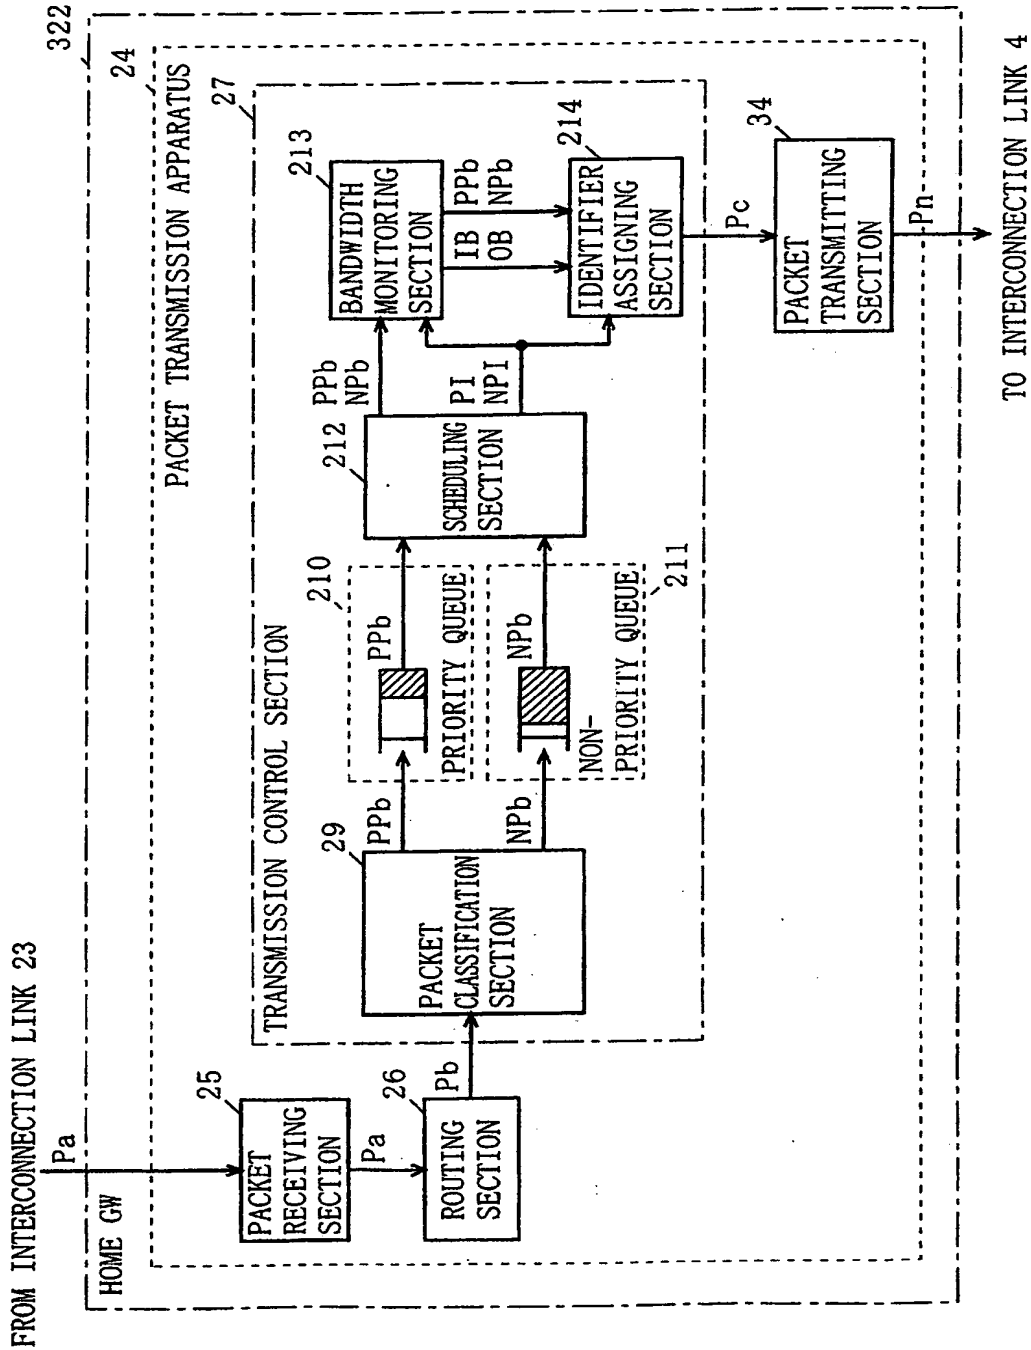 FROM INTERCONNECTION LINK 23
Pa
322
HOME GW
24
PACKET TRANSMISSION APPARATUS
25
PACKET
RECEIVING
SECTION
Pa
26
ROUTING
SECTION
Pb
27
TRANSMISSION CONTROL SECTION
29
PACKET
CLASSIFICATION
SECTION
PPb
NPb
210
PPb
PRIORITY QUEUE
NPb
NON-
PRIORITY QUEUE
211
212
SCHEDULING
SECTION
PPb
NPb
PI
NPI
213
BANDWIDTH
MONITORING
SECTION
IB
OB
PPb
NPb
214
IDENTIFIER
ASSIGNING
SECTION
Pc
34
PACKET
TRANSMITTING
SECTION
Pn
TO INTERCONNECTION LINK 4